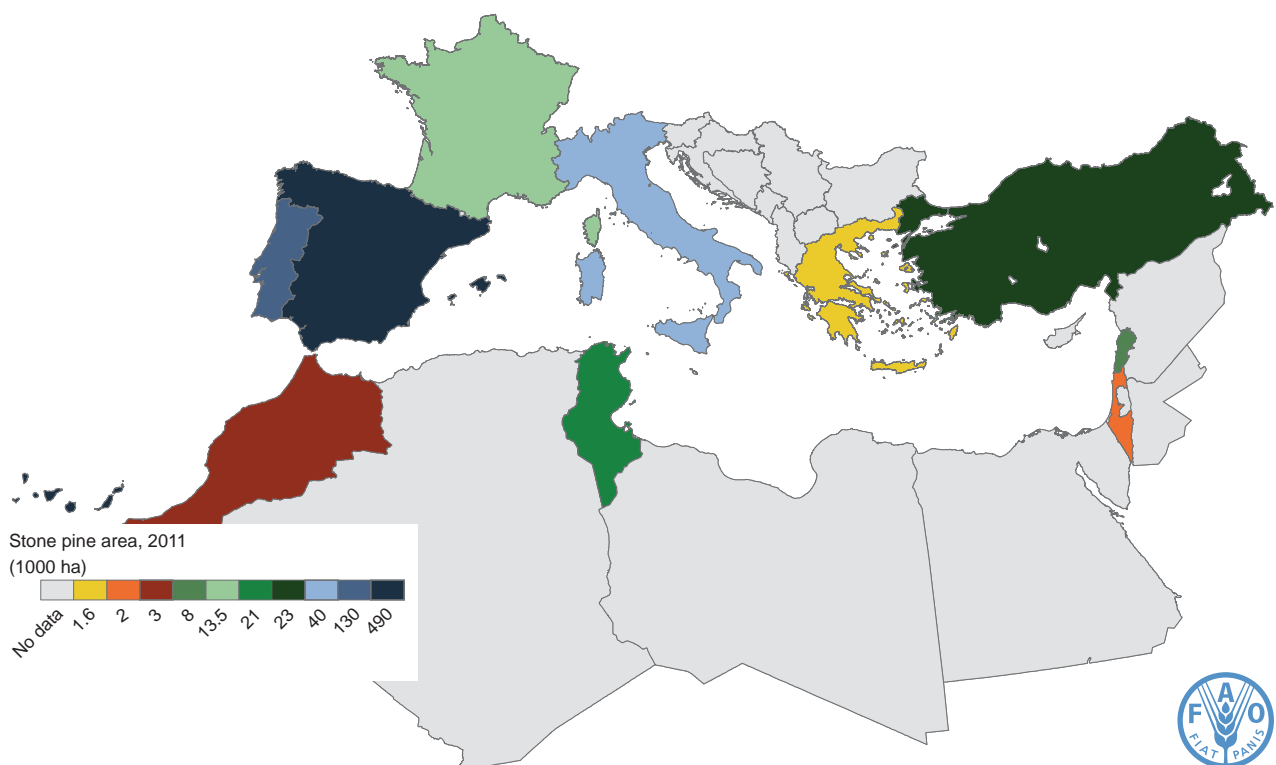 Stone pine area, 2011
(1000 ha)
No data 1.6 2 3 8 13.5 21 23 40 130 490
F A O
FIAT PANIS